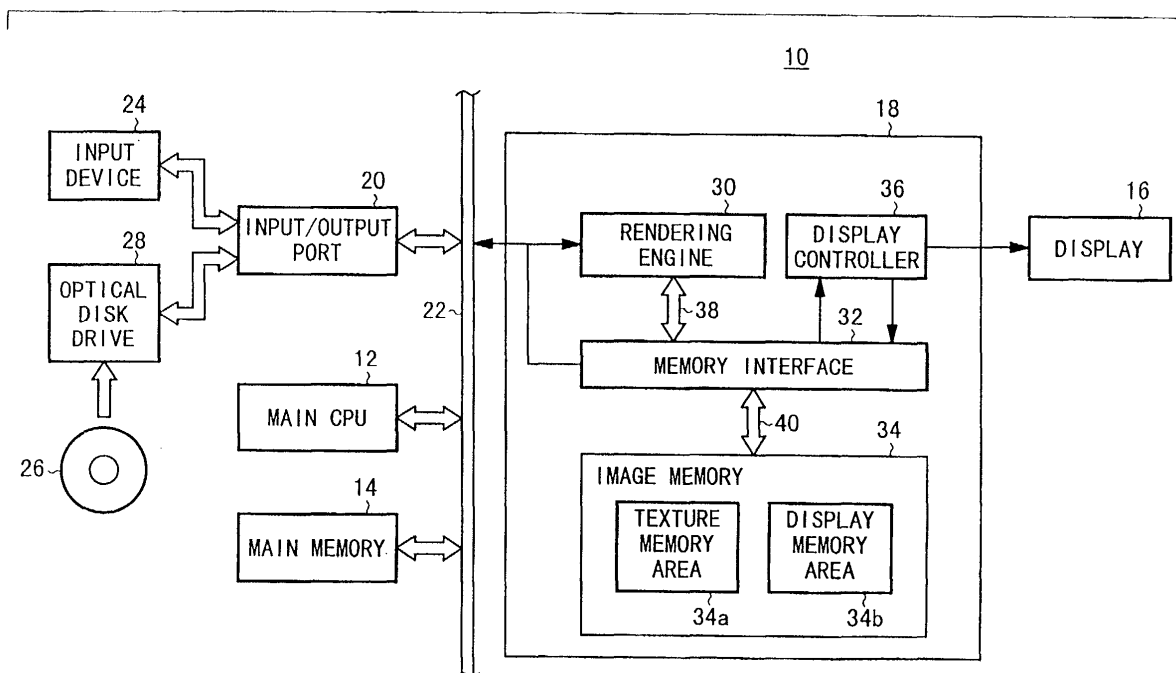 10
24
INPUT
DEVICE
20
INPUT/OUTPUT
PORT
28
OPTICAL
DISK
DRIVE
26
22
12
MAIN CPU
14
MAIN MEMORY
18
30
RENDERING
ENGINE
36
DISPLAY
CONTROLLER
16
DISPLAY
38
32
MEMORY INTERFACE
40
34
IMAGE MEMORY
TEXTURE
MEMORY
AREA
34a
DISPLAY
MEMORY
AREA
34b